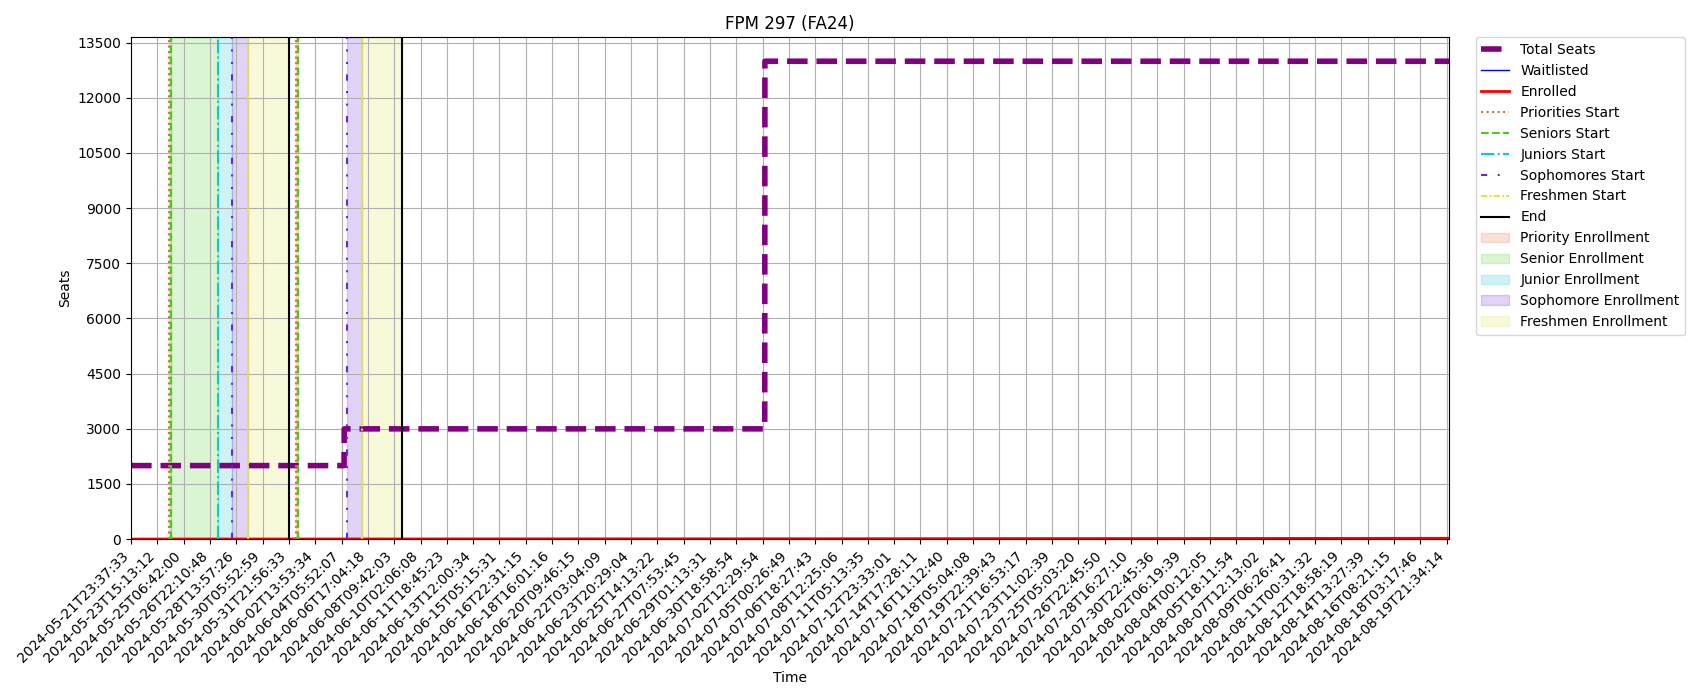 FPM 297 (FA24)
Seats
13500
12000
10500
9000
7500
6000
4500
3000
1500
0
2024-05-21T23:37:33
2024-05-23T15:13:12
2024-05-25T06:42:00
2024-05-26T22:10:48
2024-05-28T13:57:26
2024-05-30T05:52:59
2024-05-31T21:56:33
2024-06-02T13:53:34
2024-06-04T05:52:07
2024-06-06T17:04:18
2024-06-08T09:42:03
2024-06-10T02:06:08
2024-06-11T18:45:23
2024-06-13T12:00:34
2024-06-15T05:15:31
2024-06-16T22:31:15
2024-06-18T16:01:16
2024-06-20T09:46:15
2024-06-22T03:04:09
2024-06-23T20:29:04
2024-06-25T14:13:22
2024-06-27T07:53:45
2024-06-29T01:13:31
2024-06-30T18:58:54
2024-07-02T12:29:54
2024-07-05T00:26:49
2024-07-06T18:27:43
2024-07-08T12:25:06
2024-07-11T05:13:35
2024-07-12T23:33:01
2024-07-14T17:28:11
2024-07-16T11:12:40
2024-07-18T05:04:08
2024-07-19T22:39:43
2024-07-21T16:53:17
2024-07-23T11:02:39
2024-07-25T05:03:20
2024-07-26T22:45:50
2024-07-28T16:27:10
2024-07-30T22:45:36
2024-08-02T06:19:39
2024-08-04T00:12:05
2024-08-05T18:11:54
2024-08-07T12:13:02
2024-08-09T06:26:41
2024-08-11T00:31:32
2024-08-12T18:58:19
2024-08-14T13:27:39
2024-08-16T08:21:15
2024-08-18T03:17:46
2024-08-19T21:34:14
Time
Total Seats
Waitlisted
Enrolled
Priorities Start
Seniors Start
Juniors Start
Sophomores Start
Freshmen Start
End
Priority Enrollment
Senior Enrollment
Junior Enrollment
Sophomore Enrollment
Freshmen Enrollment